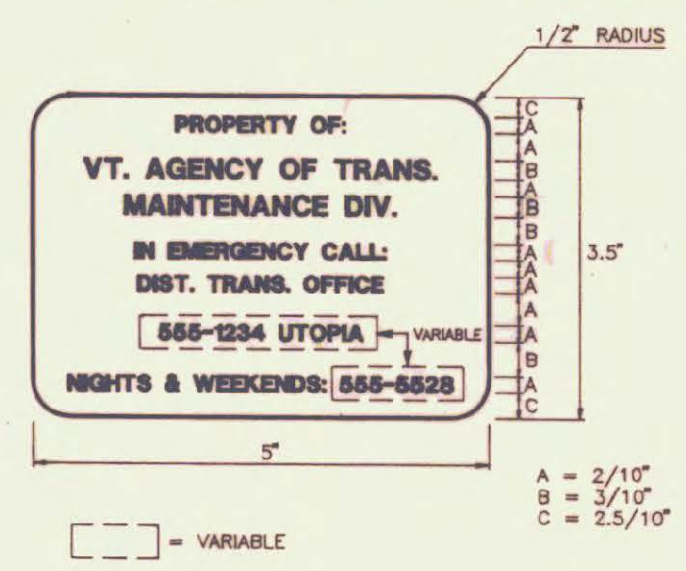 1/2" RADIUS
PROPERTY OF:
VT. AGENCY OF TRANS.
MAINTENANCE DIV.
IN EMERGENCY CALL:
DIST. TRANS. OFFICE
555-1234 UTOPIA
VARIABLE
NIGHTS & WEEKENDS: 555-5528
C
A
A
B
A
B
B
A
A
A
A
A
B
A
C
3.5"
5"
A = 2/10"
B = 3/10"
C = 2.5/10"
= VARIABLE